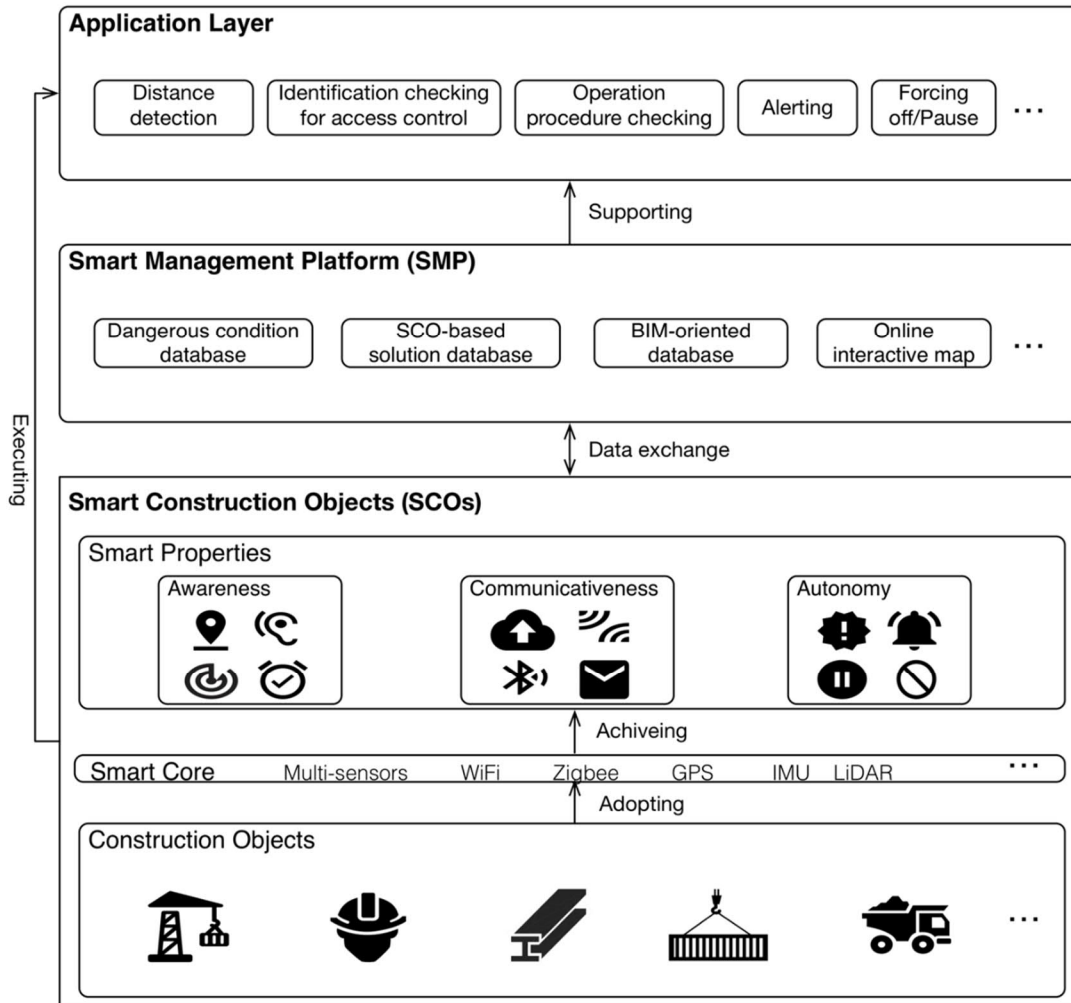 Application Layer
Distance
detection
Identification checking
for access control
Operation
procedure checking
Alerting
Forcing
off/Pause
...
Supporting
Smart Management Platform (SMP)
Dangerous condition
database
SCO-based
solution database
BIM-oriented
database
Online
interactive map
...
Executing
Data exchange
Smart Construction Objects (SCOs)
Smart Properties
Awareness
Communicativeness
Autonomy
Achiveing
Smart Core Multi-sensors WiFi Zigbee GPS IMU LiDAR ...
Adopting
Construction Objects
...